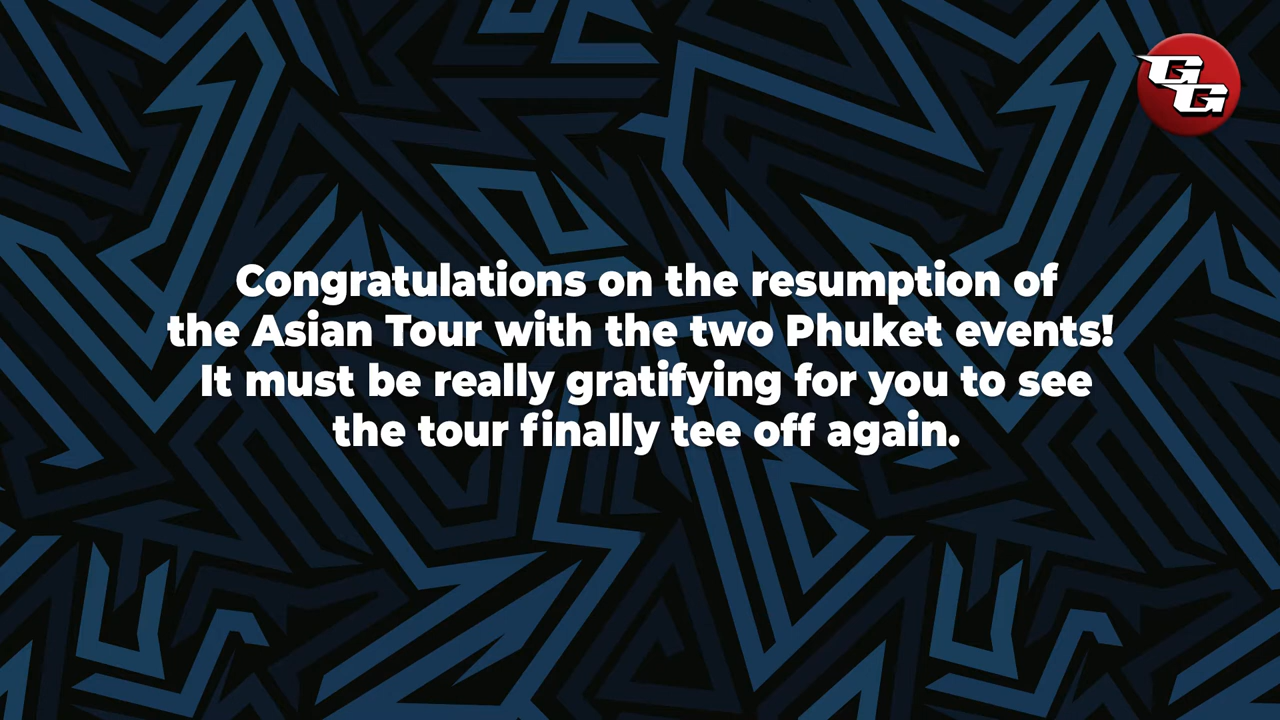 GG
Congratulations on the resumption of
the Asian Tour with the two Phuket events!
It must be really gratifying for you to see
the tour finally tee off again.